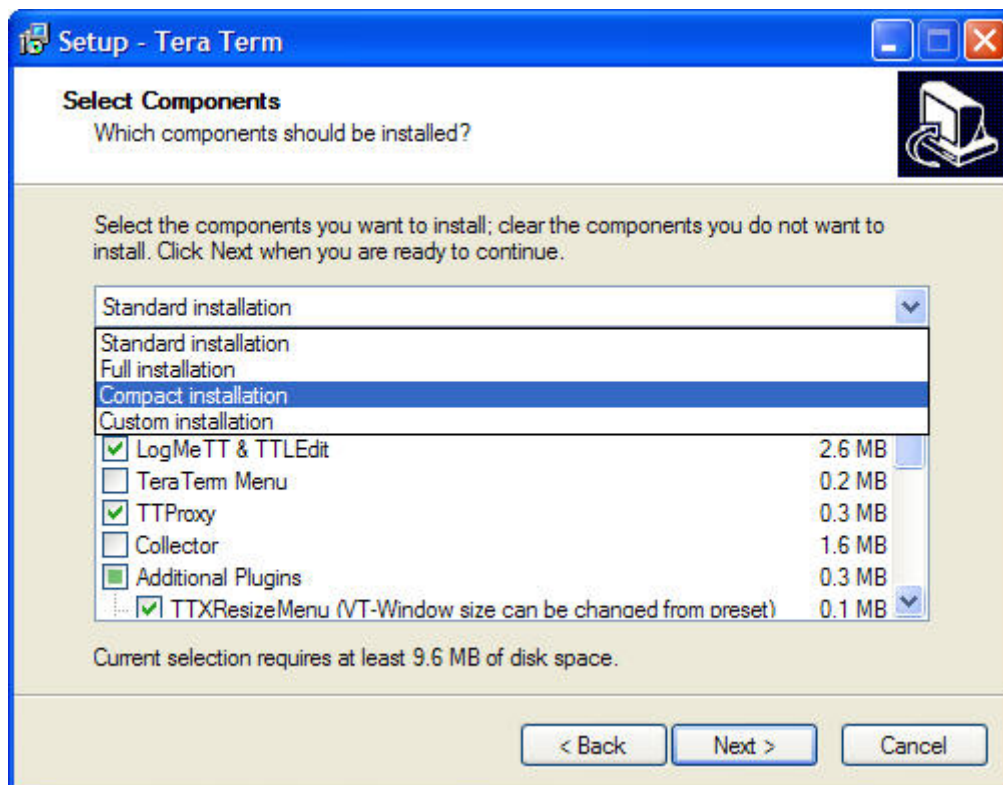 Setup - Tera Term
Select Components
Which components should be installed?
Select the components you want to install; clear the components you do not want to
install. Click Next when you are ready to continue.
Standard installation
Standard installation
Full installation
Compact installation
Custom installation
LogMeTT & TTLEdit 2.6 MB
TeraTerm Menu 0.2 MB
TTProxy 0.3 MB
Collector 1.6 MB
Additional Plugins 0.3 MB
TTXResizeMenu (VT-Window size can be changed from preset) 0.1 MB
Current selection requires at least 9.6 MB of disk space.
< Back Next > Cancel